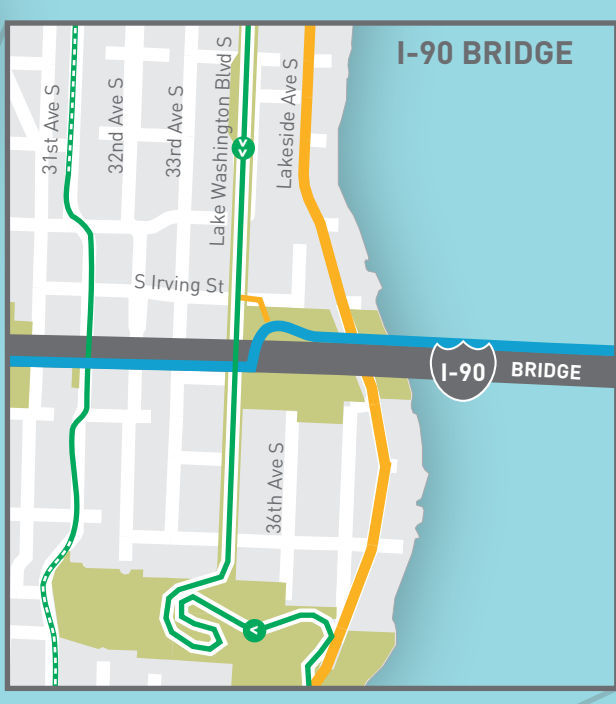 I-90 BRIDGE
31st Ave S
32nd Ave S
33rd Ave S
Lake Washington Blvd S
Lakeside Ave S
S Irving St
I-90
BRIDGE
36th Ave S